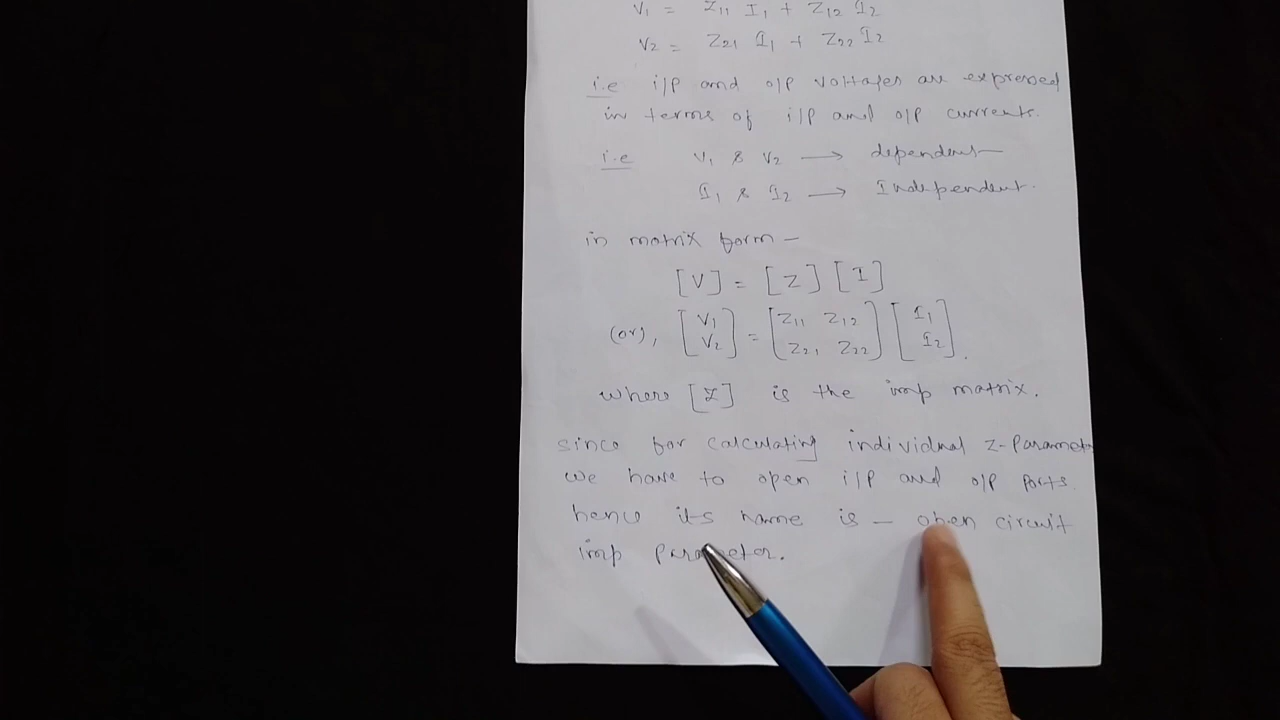 V1 = Z11 I1 + Z12 I2
V2 = Z21 I1 + Z22 I2
i.e i/p and o/p voltages are expressed
in terms of i/p and o/p currents.
i.e V1 & V2 → dependent
I1 & I2 → Independent.
in matrix form –
[V] = [Z] [I]
(or), [V1 V2] = [Z11 Z12 Z21 Z22] [I1 I2].
where [Z] is the imp matrix.
since for calculating individual Z-Parameter
we have to open i/p and o/p ports.
hence its name is – open circuit
imp Parameter.